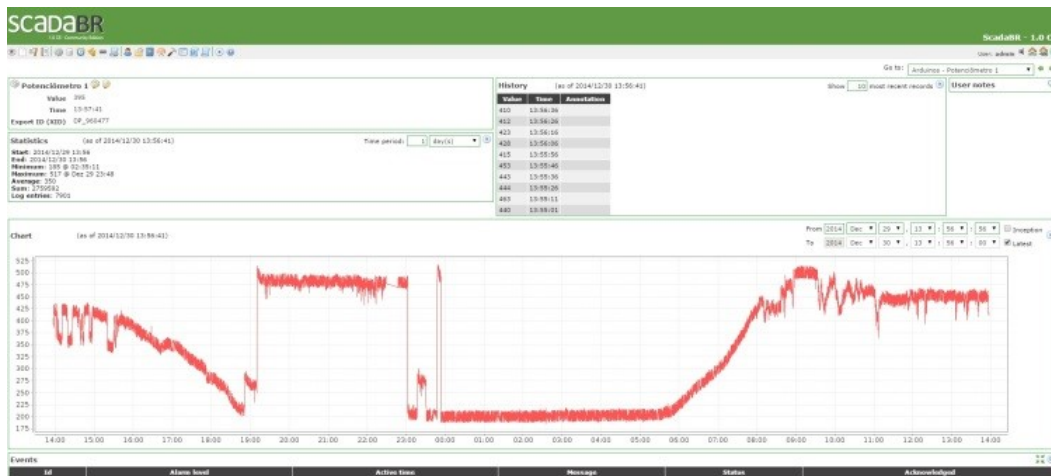 SCADABR
1.0 CE - Community Edition
ScadaBR - 1.0 C
User: admin
Go to: Arduinos - Potenciômetro 1
Potenciômetro 1
Value 395
Time 13:57:41
Export ID (XID) DP_960477
History (as of 2014/12/30 13:56:41) Show 10 most recent records
Value Time Annotation
410 13:56:36
412 13:56:26
423 13:56:16
428 13:56:06
415 13:55:56
453 13:55:46
443 13:55:36
444 13:55:26
463 13:55:11
440 13:55:01
User notes
Statistics (as of 2014/12/30 13:56:41) Time period: 1 day(s)
Start: 2014/12/29 13:56
End: 2014/12/30 13:56
Minimum: 185 @ 02:35:11
Maximum: 517 @ Dec 29 23:48
Average: 350
Sum: 2759592
Log entries: 7901
Chart (as of 2014/12/30 13:56:41)
From 2014 Dec 29 , 13 : 56 : 56 Inception
To 2014 Dec 30 , 13 : 56 : 00 Latest
525
500
475
450
425
400
375
350
325
300
275
250
225
200
175
14:00 15:00 16:00 17:00 18:00 19:00 20:00 21:00 22:00 23:00 00:00 01:00 02:00 03:00 04:00 05:00 06:00 07:00 08:00 09:00 10:00 11:00 12:00 13:00 14:00
Events
Id Alarm level Active time Message Status Acknowledged